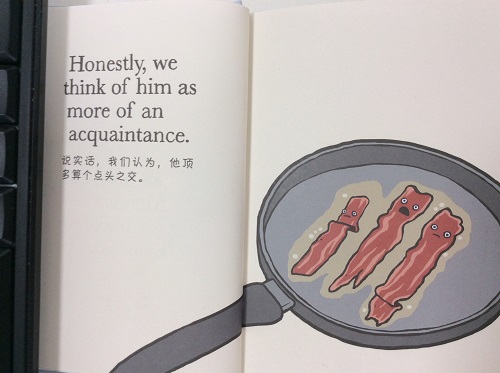 Honestly, we
think of him as
more of an
acquaintance.
说实话，我们认为，他顶
多算个点头之交。